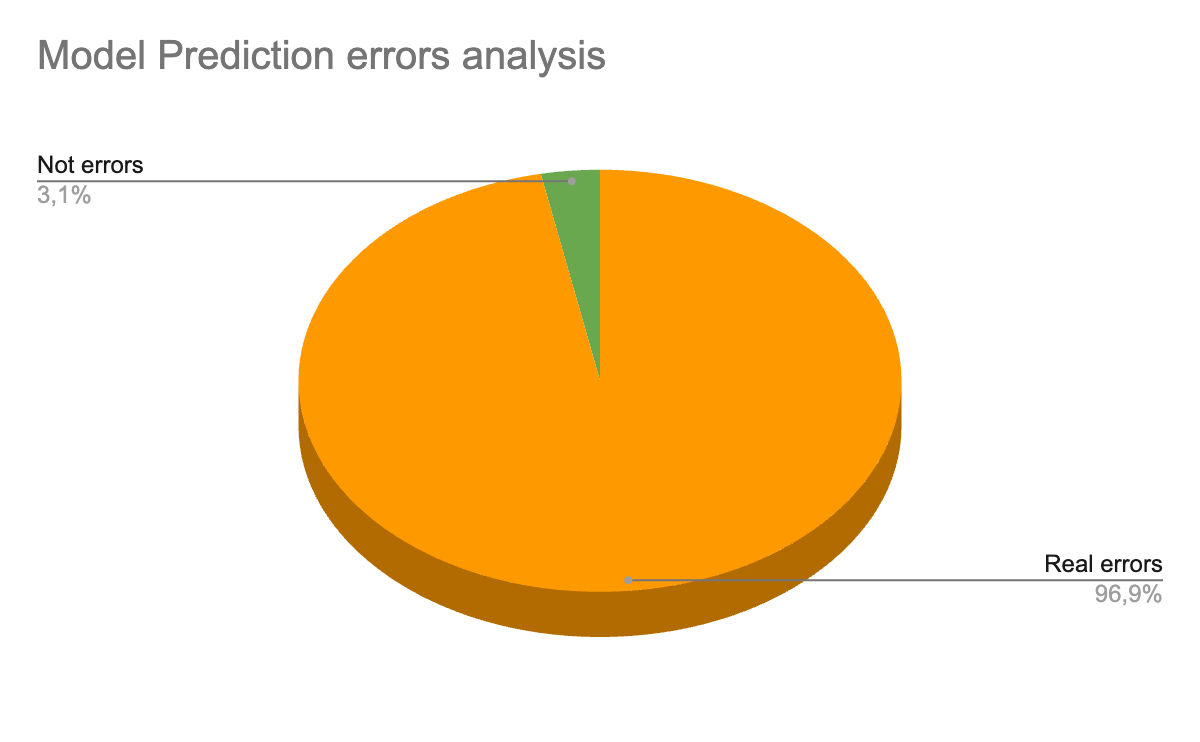 Model Prediction errors analysis
Not errors
3,1%
Real errors
96,9%